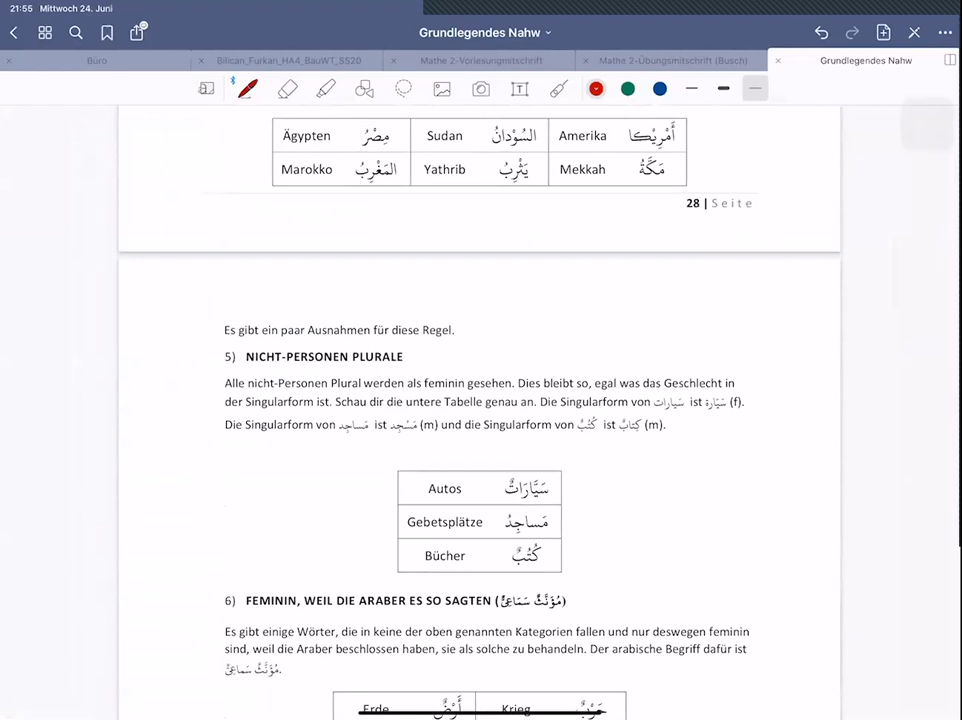 21:55 Mittwoch 24. Juni
Grundlegendes Nahw
Büro
Bilican_Furkan_HA4_BauWT_SS20
Mathe 2-Vorlesungmitschrift
Mathe 2-Übungsmitschrift (Busch)
Grundlegendes Nahw
Ägypten مِصْرُ Sudan السُوْدانُ Amerika أَمْرِيْكا
Marokko المَغْرِبُ Yathrib يَثْرِبُ Mekkah مَكَّةُ
28 | Seite
Es gibt ein paar Ausnahmen für diese Regel.
5) NICHT-PERSONEN PLURALE
Alle nicht-Personen Plural werden als feminin gesehen. Dies bleibt so, egal was das Geschlecht in
der Singularform ist. Schau dir die untere Tabelle genau an. Die Singularform von سَيارات ist سَيّارة (f).
Die Singularform von مَساجِد ist مَسْجِد (m) und die Singularform von كُتُبٌ ist كِتابٌ (m).
Autos سَيَّارَاتٌ
Gebetsplätze مَساجِدُ
Bücher كُتُبٌ
6) FEMININ, WEIL DIE ARABER ES SO SAGTEN (مُؤَنَّثٌ سَمَاعِيٌّ)
Es gibt einige Wörter, die in keine der oben genannten Kategorien fallen und nur deswegen feminin
sind, weil die Araber beschlossen haben, sie als solche zu behandeln. Der arabische Begriff dafür ist
مُؤَنَّثٌ سَماعِيٌّ.
Erde أَرْضٌ Krieg حَرْبٌ